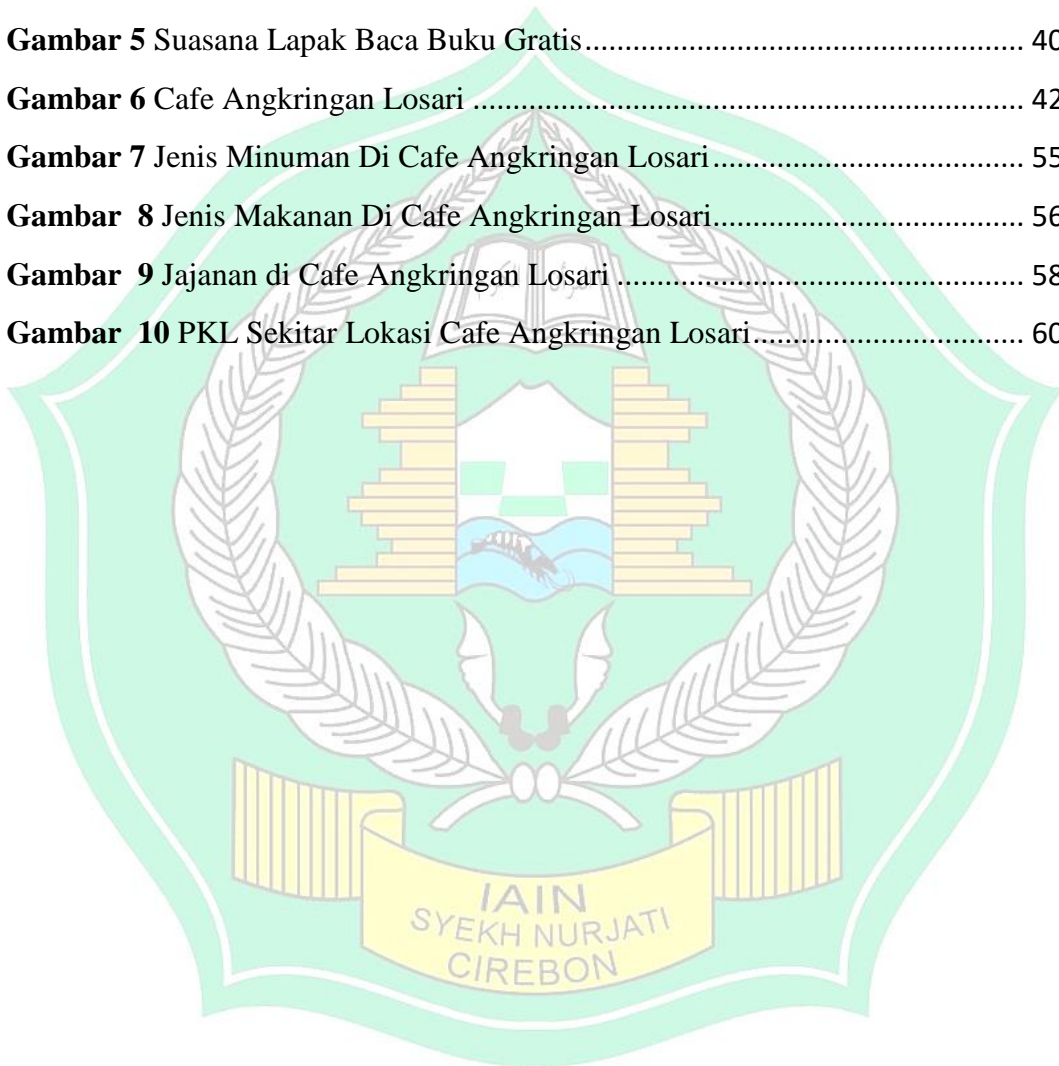 Gambar 5 Suasana Lapak Baca Buku Gratis.................................................................... 40
Gambar 6 Cafe Angkringan Losari ..................................................................................... 42
Gambar 7 Jenis Minuman Di Cafe Angkringan Losari................................................ 55
Gambar  8 Jenis Makanan Di Cafe Angkringan Losari................................................ 56
Gambar  9 Jajanan di Cafe Angkringan Losari ............................................................... 58
Gambar  10 PKL Sekitar Lokasi Cafe Angkringan Losari.......................................... 60
IAIN
SYEKH NURJATI
CIREBON